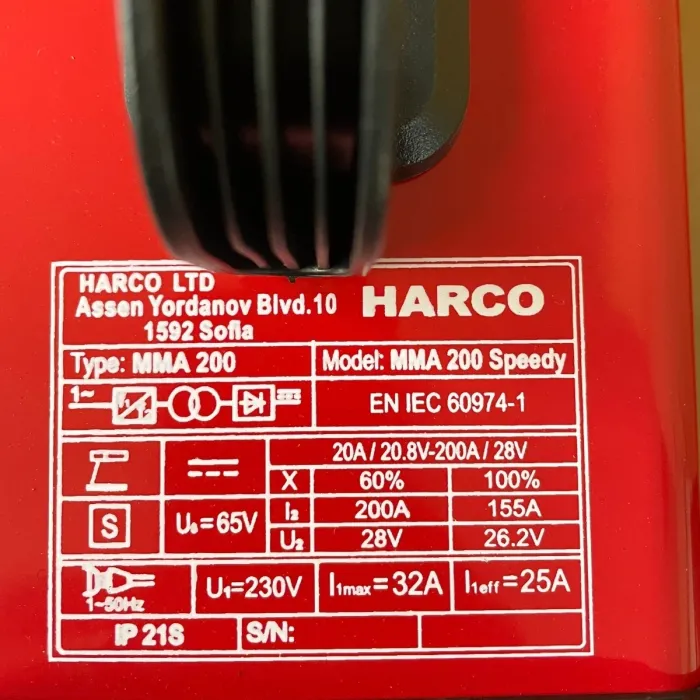 HARCO LTD
Assen Yordanov Blvd.10
1592 Sofia
HARCO
Type: MMA 200
Model: MMA 200 Speedy
1~
f₁
f₂
EN IEC 60974-1
20A / 20.8V-200A / 28V
X
60%
100%
S
U₀=65V
I₂
200A
155A
U₂
28V
26.2V
1~50Hz
U₁=230V
I₁max=32A
I₁eff=25A
IP 21S
S/N: